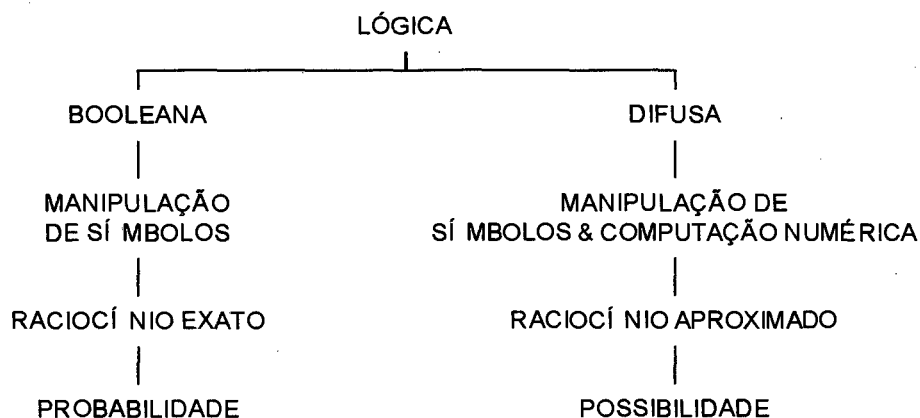 LÓGICA
BOOLEANA
DIFUSA
MANIPULAÇÃO
DE SÍ MBOLOS
MANIPULAÇÃO DE
SÍ MBOLOS & COMPUTAÇÃO NUMÉRICA
RACIOCÍ NIO EXATO
RACIOCÍ NIO APROXIMADO
PROBABILIDADE
POSSIBILIDADE